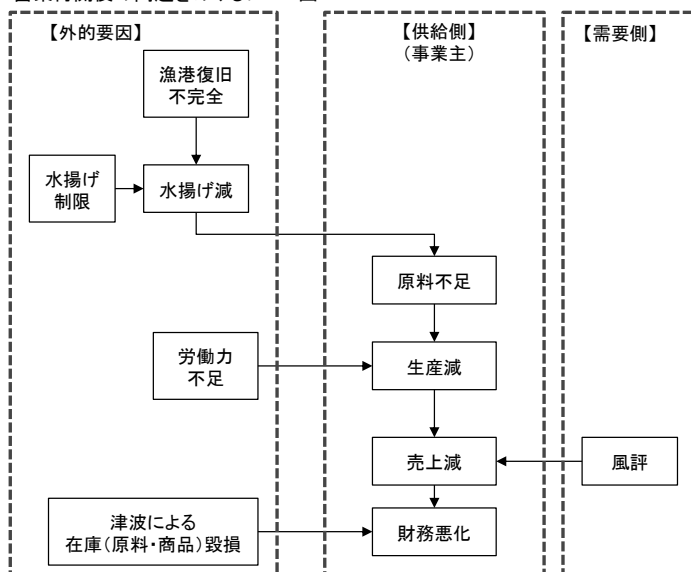 【外的要因】
【供給側】
(事業主)
【需要側】
漁港復旧
不完全
水揚げ
制限
水揚げ減
原料不足
労働力
不足
生産減
売上減
風評
津波による
在庫(原料・商品)毀損
財務悪化